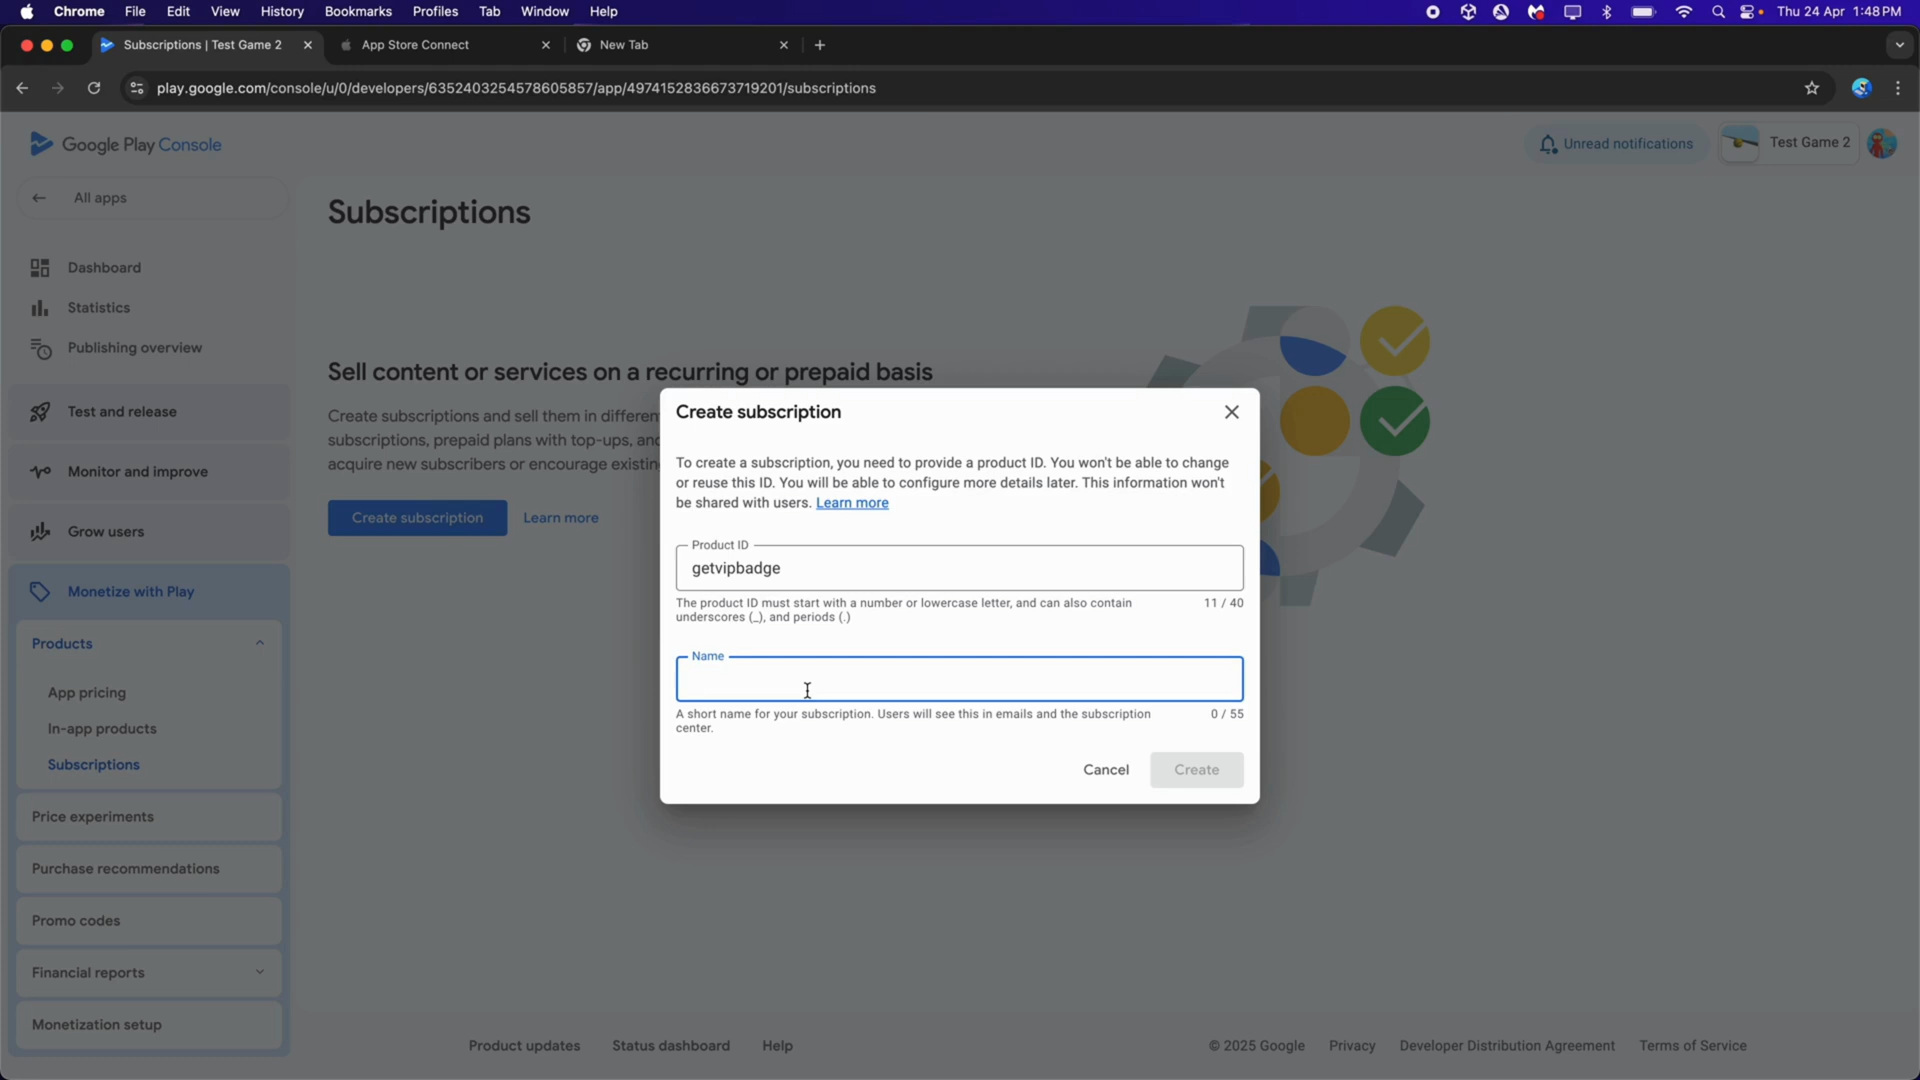 Chrome File Edit View History Bookmarks Profiles Tab Window Help Thu 24 Apr 1:48 PM
Subscriptions | Test Game 2 App Store Connect New Tab
play.google.com/console/u/0/developers/6352403254578605857/app/4974152836673719201/subscriptions
Google Play Console
Unread notifications
Test Game 2
All apps
Subscriptions
Dashboard
Statistics
Publishing overview
Test and release
Monitor and improve
Grow users
Monetize with Play
Products
App pricing
In-app products
Subscriptions
Price experiments
Purchase recommendations
Promo codes
Financial reports
Monetization setup
Sell content or services on a recurring or prepaid basis
Create subscriptions and sell them in
subscriptions, prepaid plans with top-ups,
acquire new subscribers or encourage
Create subscription Learn more
Create subscription
To create a subscription, you need to provide a product ID. You won't be able to change
or reuse this ID. You will be able to configure more details later. This information won't
be shared with users. Learn more
Product ID
getvipbadge
The product ID must start with a number or lowercase letter, and can also contain
underscores (_), and periods (.)
11 / 40
Name
A short name for your subscription. Users will see this in emails and the subscription
center.
0 / 55
Cancel Create
Product updates Status dashboard Help
© 2025 Google Privacy Developer Distribution Agreement Terms of Service